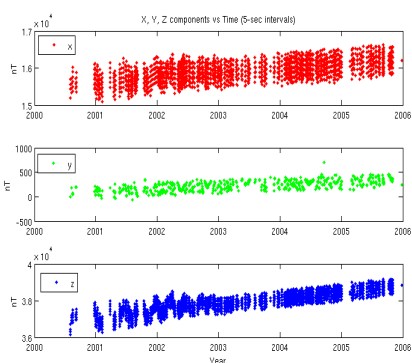 X, Y, Z components vs Time (5-sec intervals)
x 10^4
1.7
1.6
1.5
nT
x
2000 2001 2002 2003 2004 2005 2006
1000
500
0
-500
nT
y
2000 2001 2002 2003 2004 2005 2006
x 10^4
4
3.8
3.6
nT
z
2000 2001 2002 2003 2004 2005 2006
Year